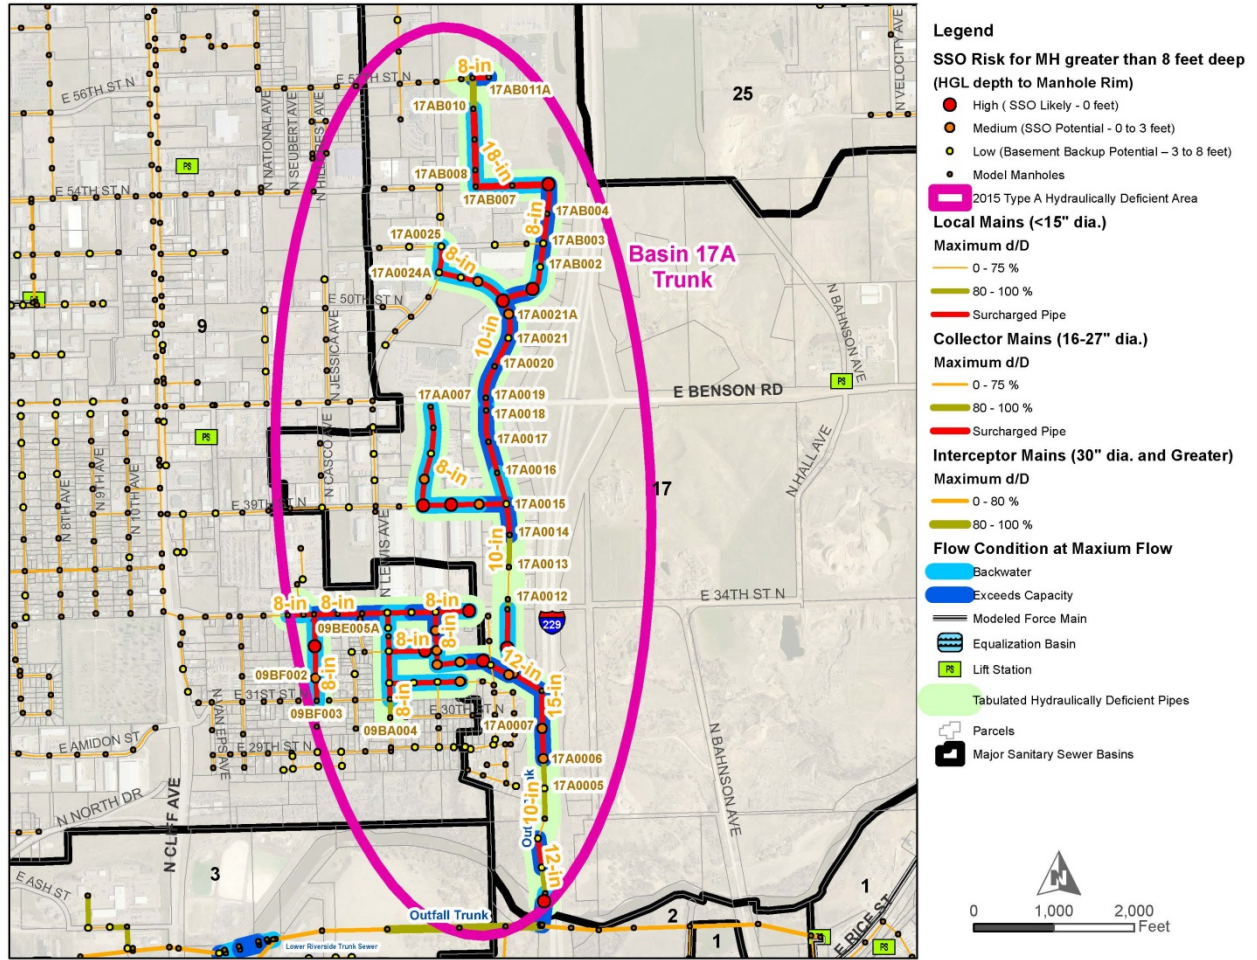 E 56TH ST N
E 57TH ST N
8-in
17AB011A
17AB010
25
N VELOCITY AVE
PS
N NATIONAL AVE
N SEUBERT AVE
18-in
17AB008
17AB007
E 54TH ST N
17AB004
8-in
17AB003
17AB002
17A0025
8-in
17A0024A
Basin 17A
Trunk
E 50TH ST N
9
N JESSICA AVE
17A0021A
10-in
17A0021
17A0020
N BAHNSON AVE
PS
E BENSON RD
17AA007
17A0019
17A0018
17A0017
17A0016
PS
N CASCO AVE
N HALL AVE
8-in
17
N 8TH AVE
N 9TH AVE
N 10TH AVE
E 39TH ST N
17A0015
17A0014
N LEWIS AVE
10-in
17A0013
17A0012
E 34TH ST N
229
8-in
8-in
8-in
09BE005A
8-in
8-in
09BF002
8-in
12-in
15-in
E 31ST ST N
09BF003
8-in
E 30TH ST N
09BA004
17A0007
17A0006
17A0005
N VAN EPS AVE
E AMIDON ST
E 29TH ST N
N BAHNSON AVE
10-in
12-in
N NORTH DR
N CLIFF AVE
3
E ASH ST
Outfall Trunk
Lower Riverside Trunk Sewer
2
1
1
E RICE ST
PS
Legend
SSO Risk for MH greater than 8 feet deep
(HGL depth to Manhole Rim)
High ( SSO Likely - 0 feet)
Medium (SSO Potential - 0 to 3 feet)
Low (Basement Backup Potential – 3 to 8 feet)
Model Manholes
2015 Type A Hydraulically Deficient Area
Local Mains (<15" dia.)
Maximum d/D
0 - 75 %
80 - 100 %
Surcharged Pipe
Collector Mains (16-27" dia.)
Maximum d/D
0 - 75 %
80 - 100 %
Surcharged Pipe
Interceptor Mains (30" dia. and Greater)
Maximum d/D
0 - 80 %
80 - 100 %
Flow Condition at Maxium Flow
Backwater
Exceeds Capacity
Modeled Force Main
Equalization Basin
PS
Lift Station
Tabulated Hydraulically Deficient Pipes
Parcels
Major Sanitary Sewer Basins
N
0 1,000 2,000
Feet